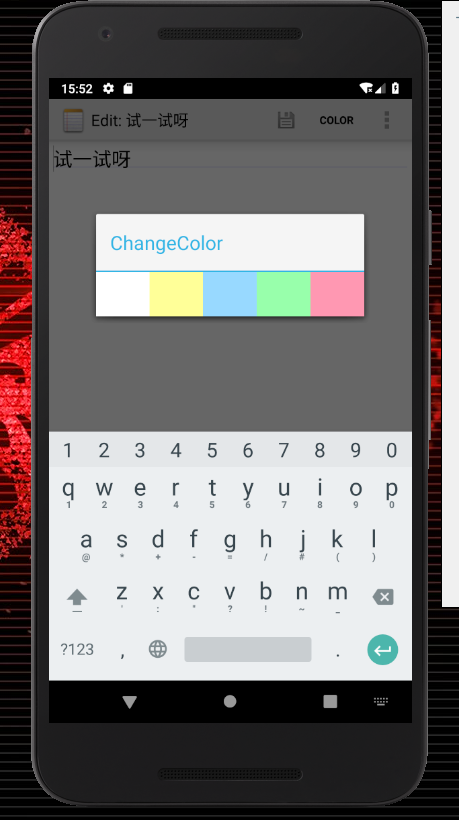 15:52
Edit: 试一试呀
COLOR
试一试呀
ChangeColor
1 2 3 4 5 6 7 8 9 0
q w e r t y u i o p
1 2 3 4 5 6 7 8 9 0
a s d f g h j k l
@ * + - = / # ( )
z x c v b n m
' : " ? ! ~ _
?123 , .